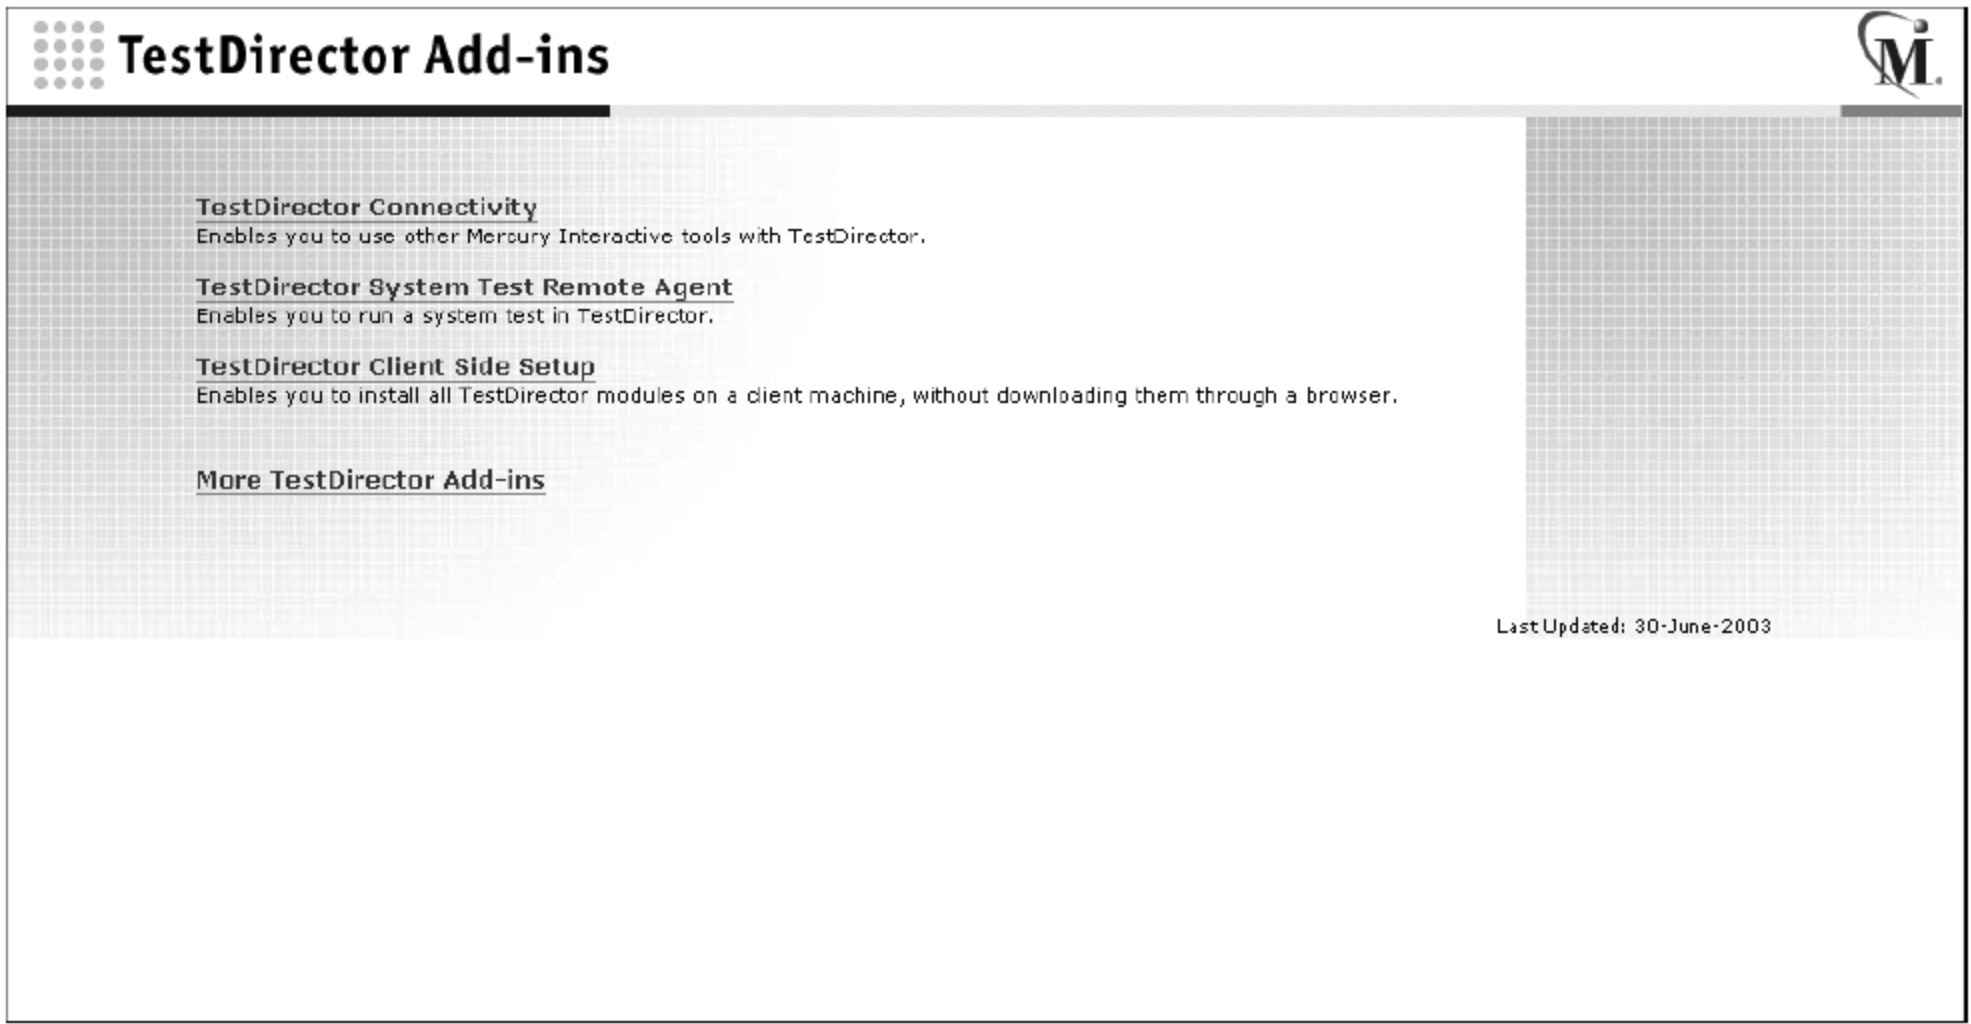 TestDirector Add-ins
M
TestDirector Connectivity
Enables you to use other Mercury Interactive tools with TestDirector.
TestDirector System Test Remote Agent
Enables you to run a system test in TestDirector.
TestDirector Client Side Setup
Enables you to install all TestDirector modules on a client machine, without downloading them through a browser.
More TestDirector Add-ins
Last Updated: 30-June-2003